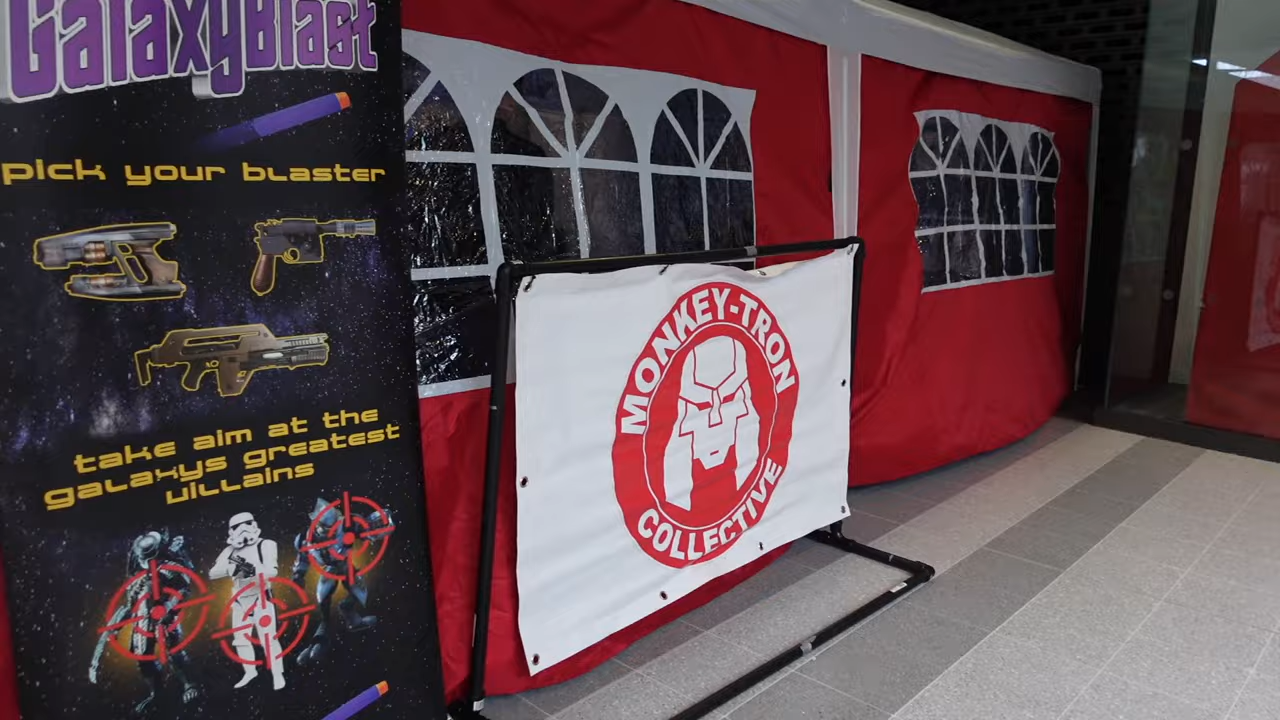 GalaxyBlast
pick your blaster
take aim at the
galaxys greatest
villains
MONKEY-TRON
COLLECTIVE